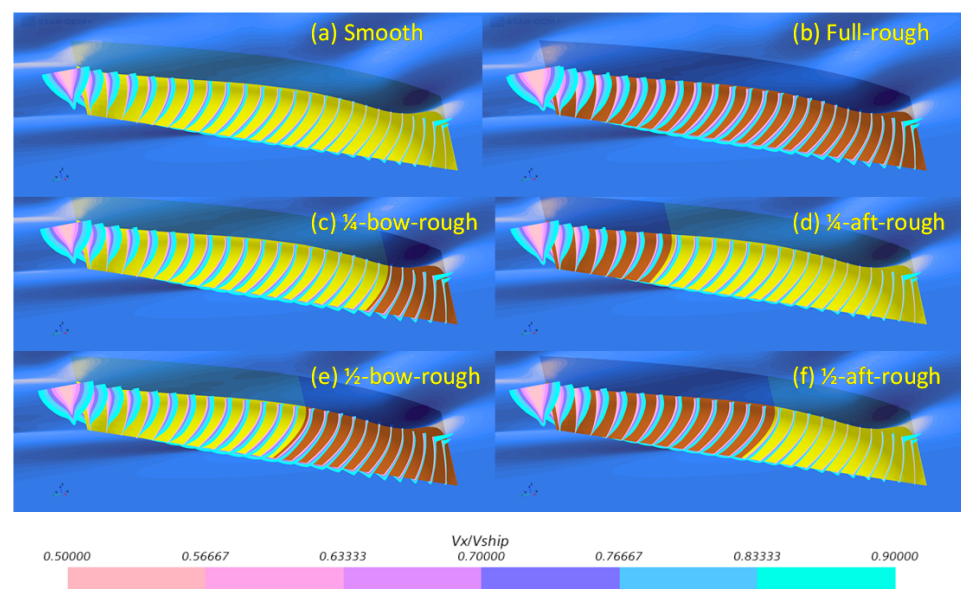 (a) Smooth
(b) Full-rough
(c) ¼-bow-rough
(d) ¼-aft-rough
(e) ½-bow-rough
(f) ½-aft-rough
Vx/Vship
0.50000 0.56667 0.63333 0.70000 0.76667 0.83333 0.90000